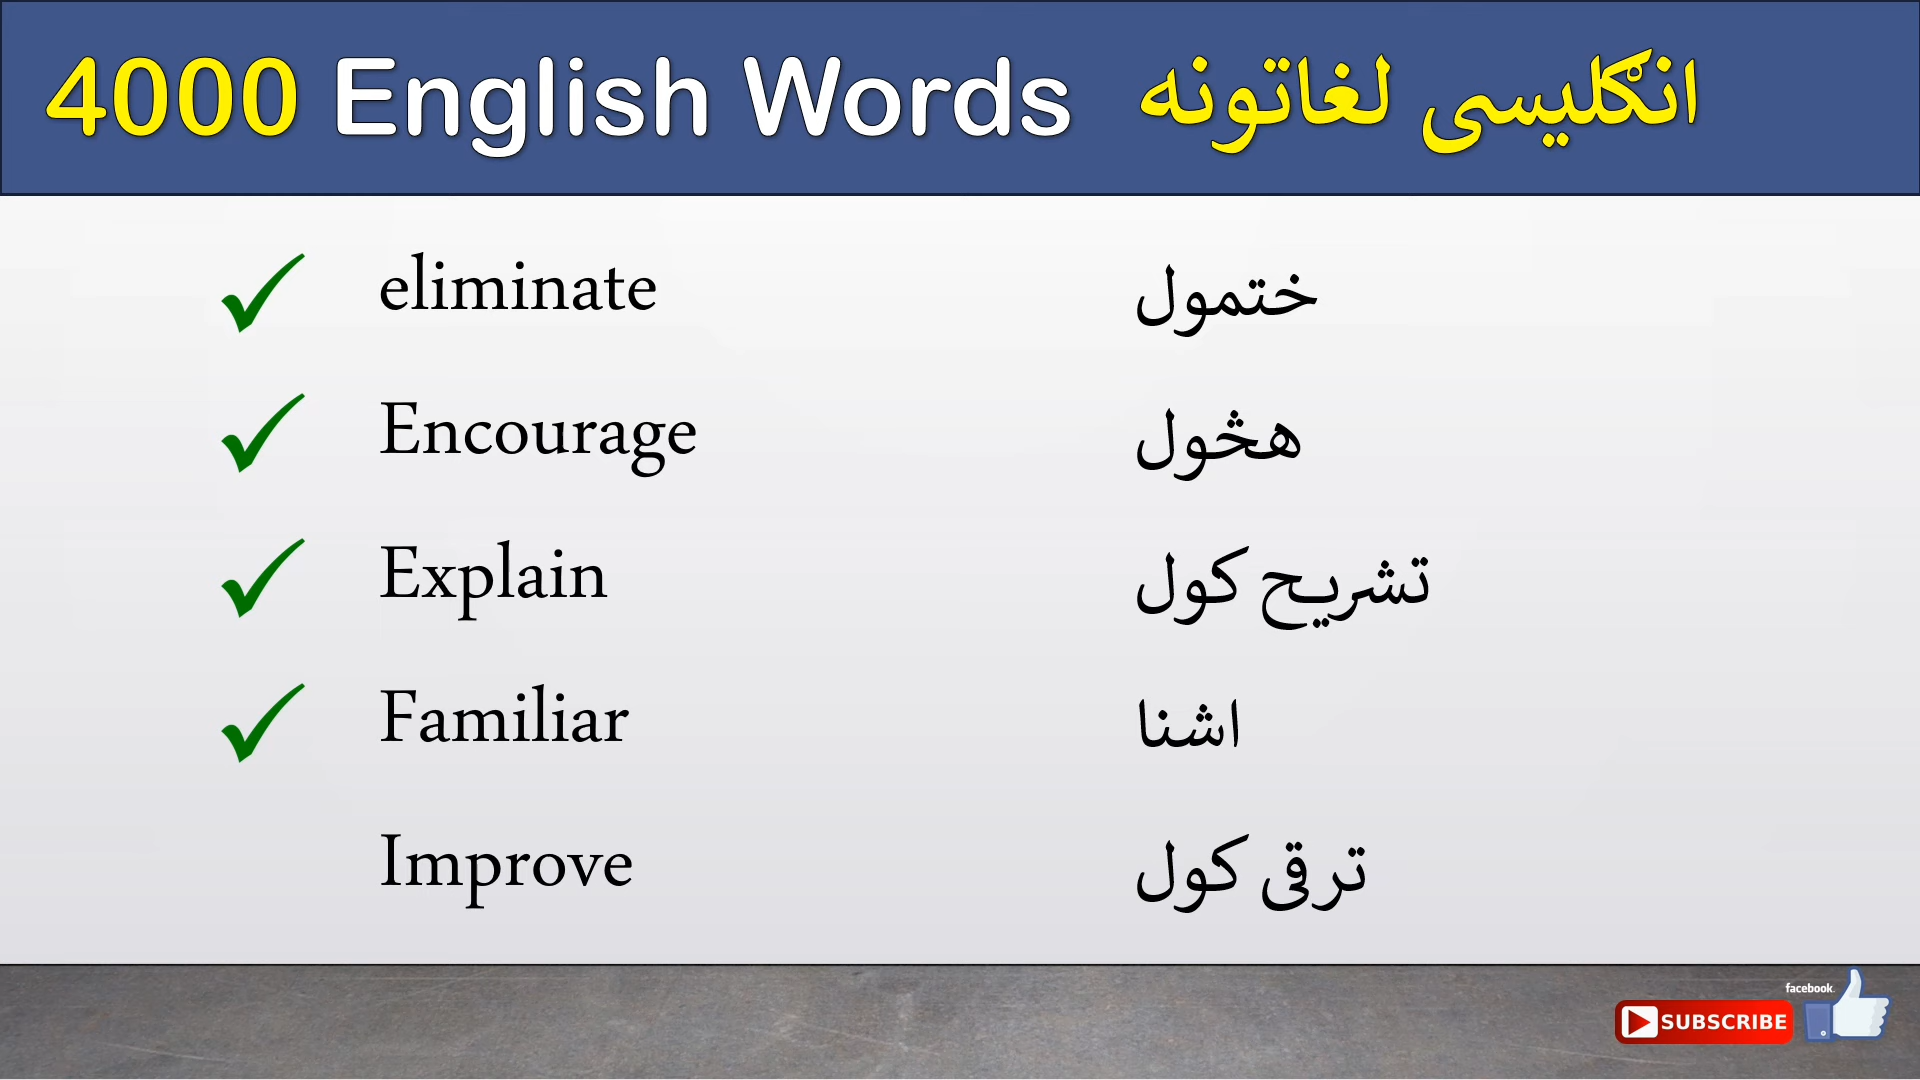 4000 English Words انګلیسی لغاتونه
eliminate ختمول
Encourage هڅول
Explain تشریح کول
Familiar اشنا
Improve ترقی کول
facebook.
SUBSCRIBE